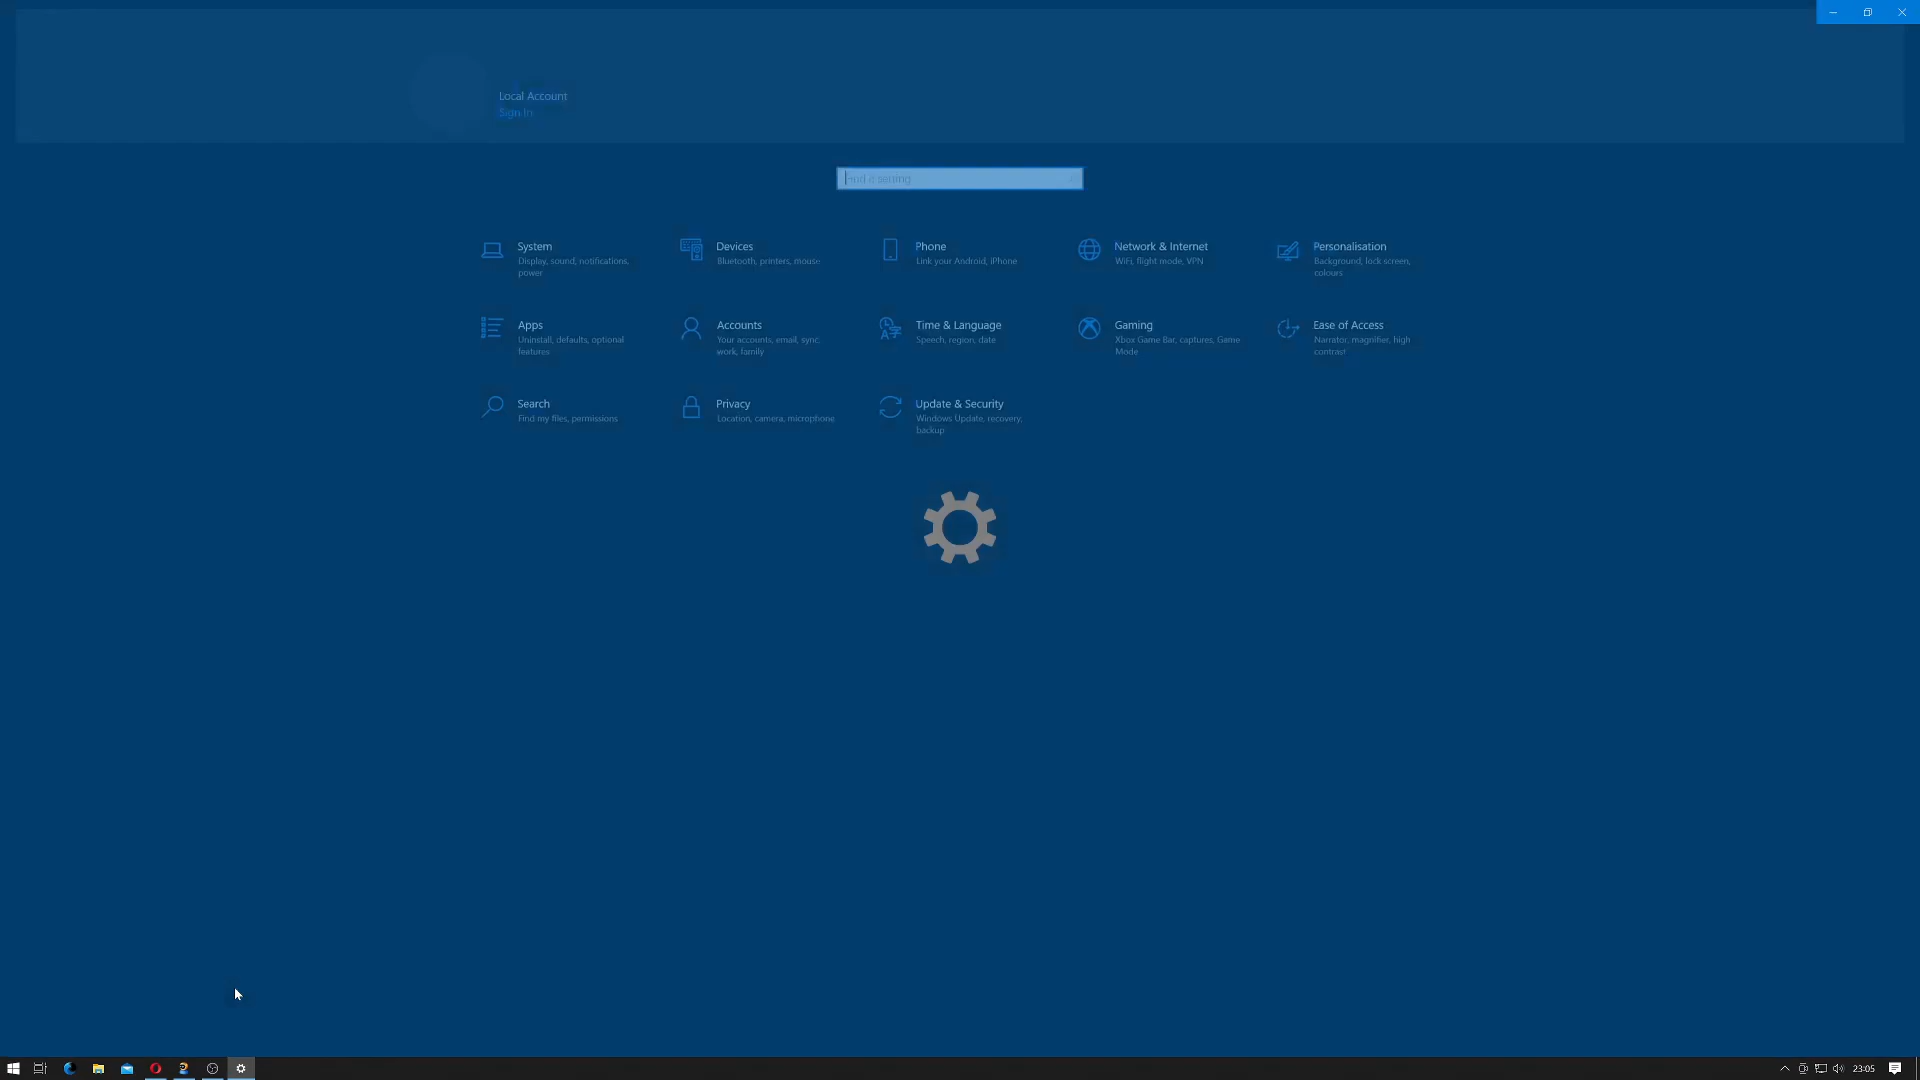 Local Account
Sign in
Find a setting
System
Display, sound, notifications,
power
Devices
Bluetooth, printers, mouse
Phone
Link your Android, iPhone
Network & Internet
WiFi, flight mode, VPN
Personalisation
Background, lock screen,
colours
Apps
Uninstall, defaults, optional
features
Accounts
Your accounts, email, sync,
work, family
Time & Language
Speech, region, date
Gaming
Xbox Game Bar, captures, Game
Mode
Ease of Access
Narrator, magnifier, high
contrast
Search
Find my files, permissions
Privacy
Location, camera, microphone
Update & Security
Windows Update, recovery,
backup
23:05